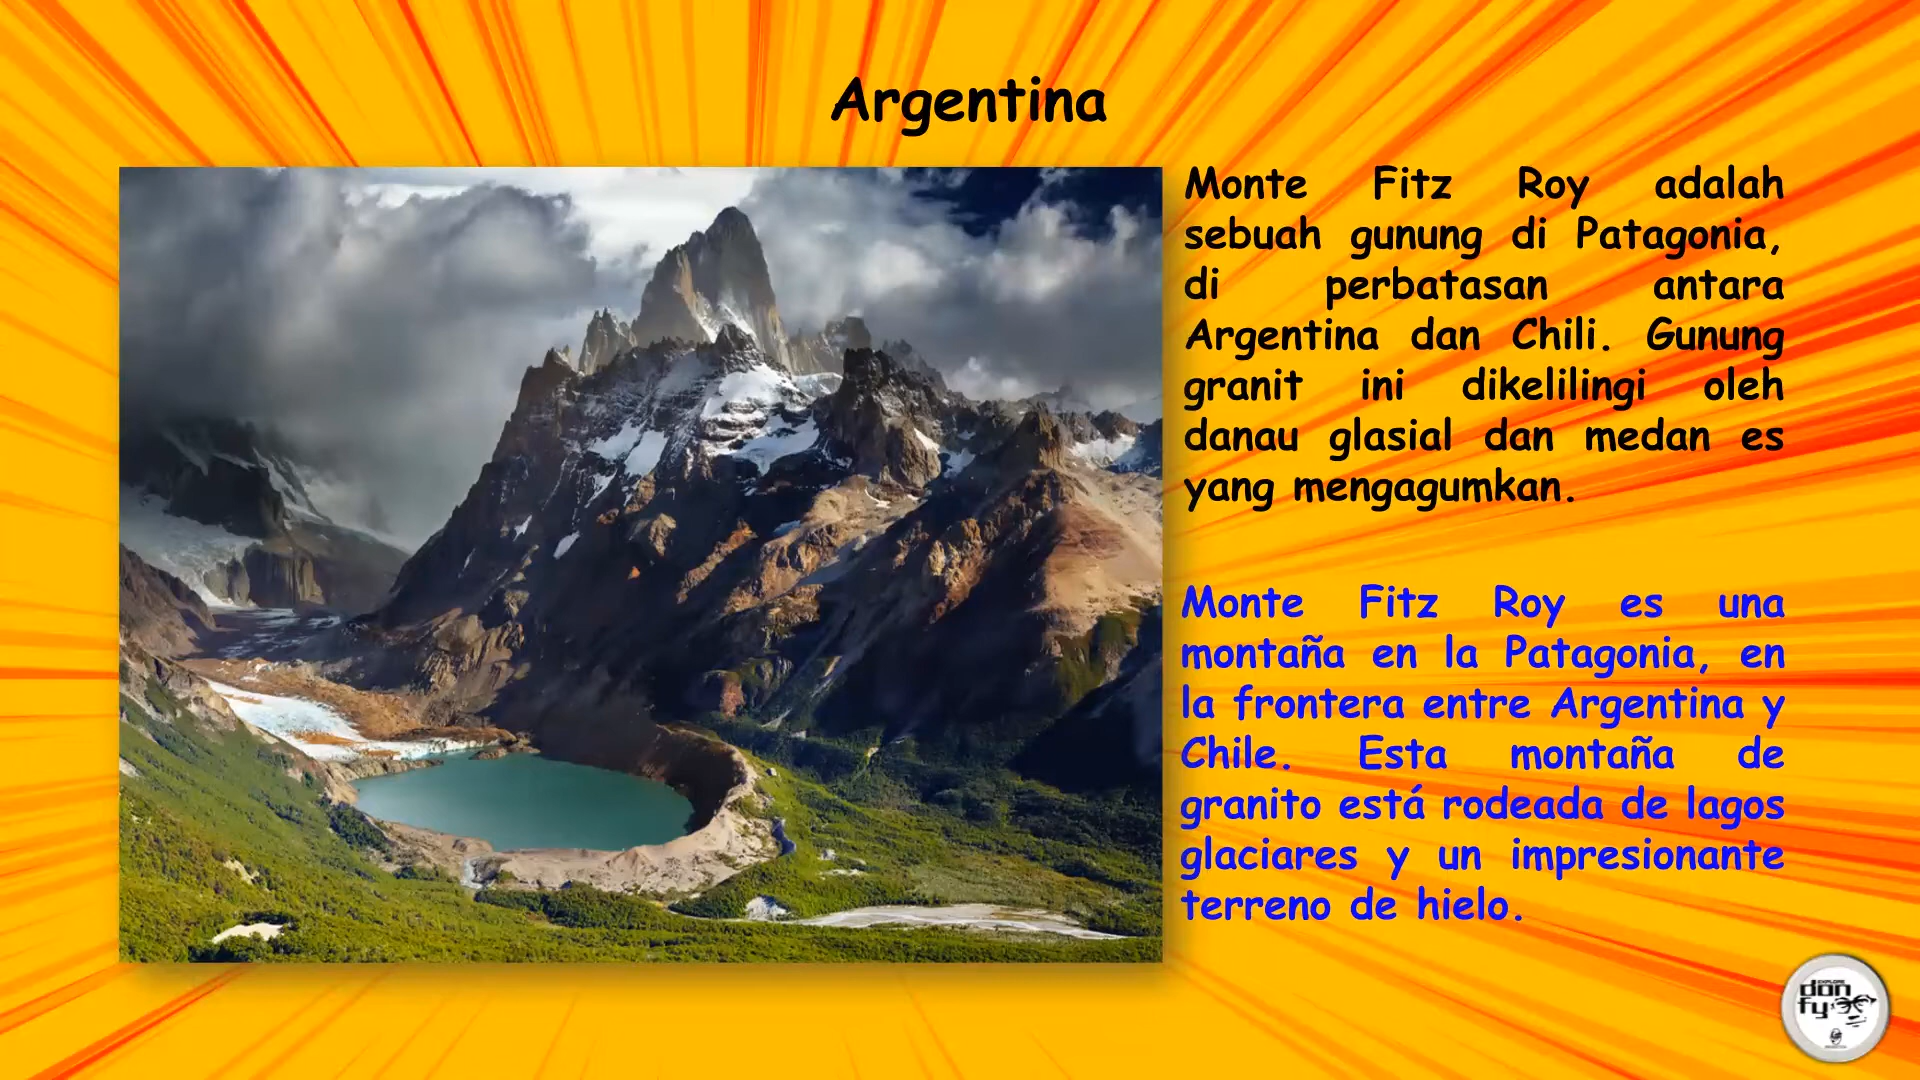 Argentina
Monte Fitz Roy adalah
sebuah gunung di Patagonia,
di perbatasan antara
Argentina dan Chili. Gunung
granit ini dikelilingi oleh
danau glasial dan medan es
yang mengagumkan.
Monte Fitz Roy es una
montaña en la Patagonia, en
la frontera entre Argentina y
Chile. Esta montaña de
granito está rodeada de lagos
glaciares y un impresionante
terreno de hielo.
don
fy